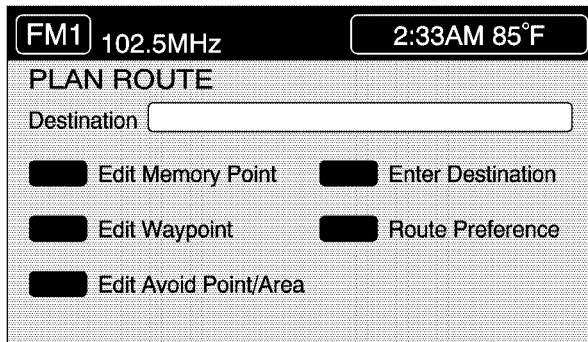 FM1 102.5MHz 2:33AM 85°F
PLAN ROUTE
Destination
Edit Memory Point Enter Destination
Edit Waypoint Route Preference
Edit Avoid Point/Area